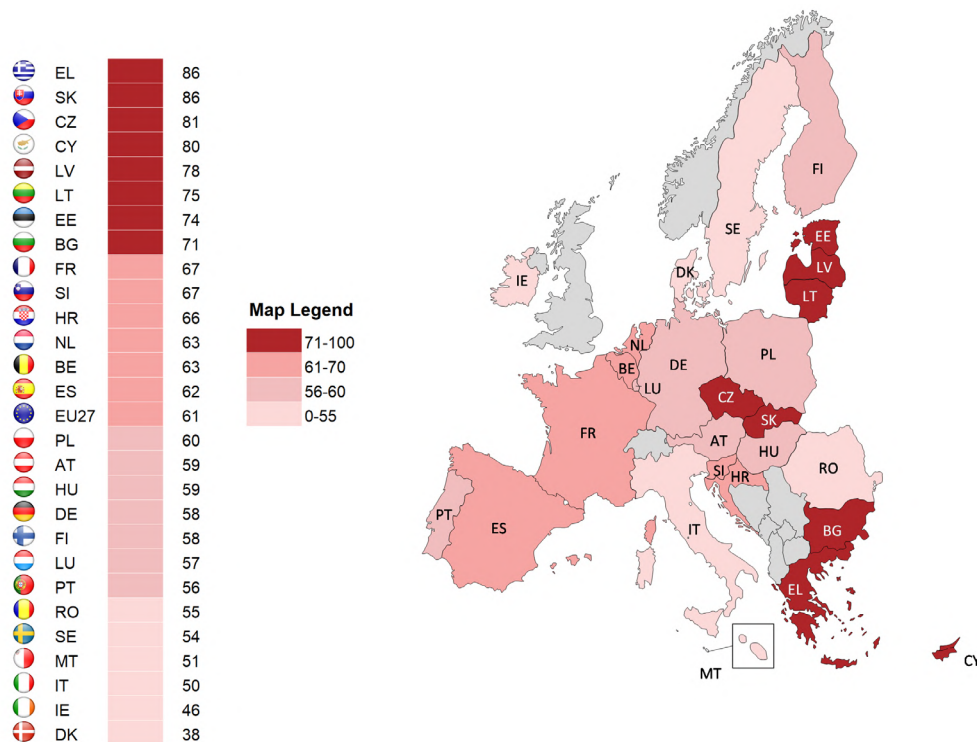 EL 86
SK 86
CZ 81
CY 80
LV 78
LT 75
EE 74
BG 71
FR 67
SI 67
HR 66
NL 63
BE 63
ES 62
EU27 61
PL 60
AT 59
HU 59
DE 58
FI 58
LU 57
PT 56
RO 55
SE 54
MT 51
IT 50
IE 46
DK 38
Map Legend
71-100
61-70
56-60
0-55
FI
SE
EE
LV
LT
DK
IE
NL
BE
LU
DE
PL
CZ
SK
AT
HU
RO
FR
SI
HR
PT
ES
IT
BG
EL
MT
CY